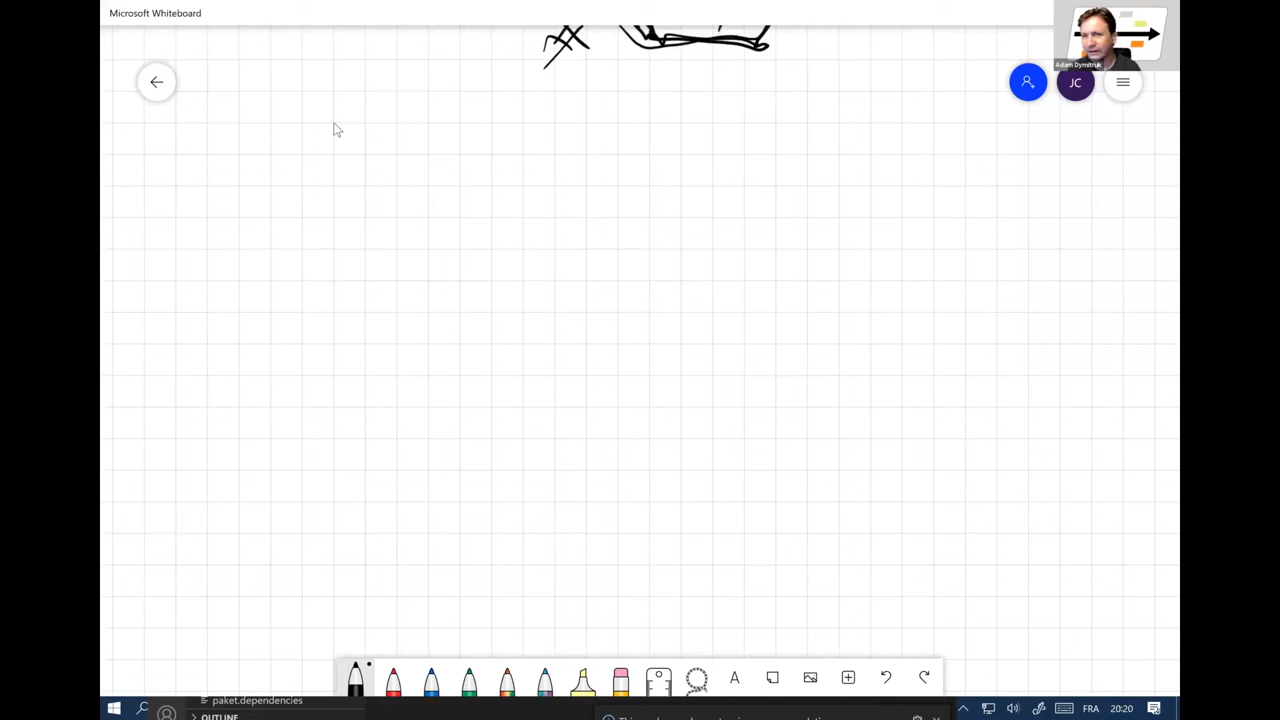 Microsoft Whiteboard
Adam Dymitruk
JC
A
paket.dependencies
OUTLINE
FRA
20:20